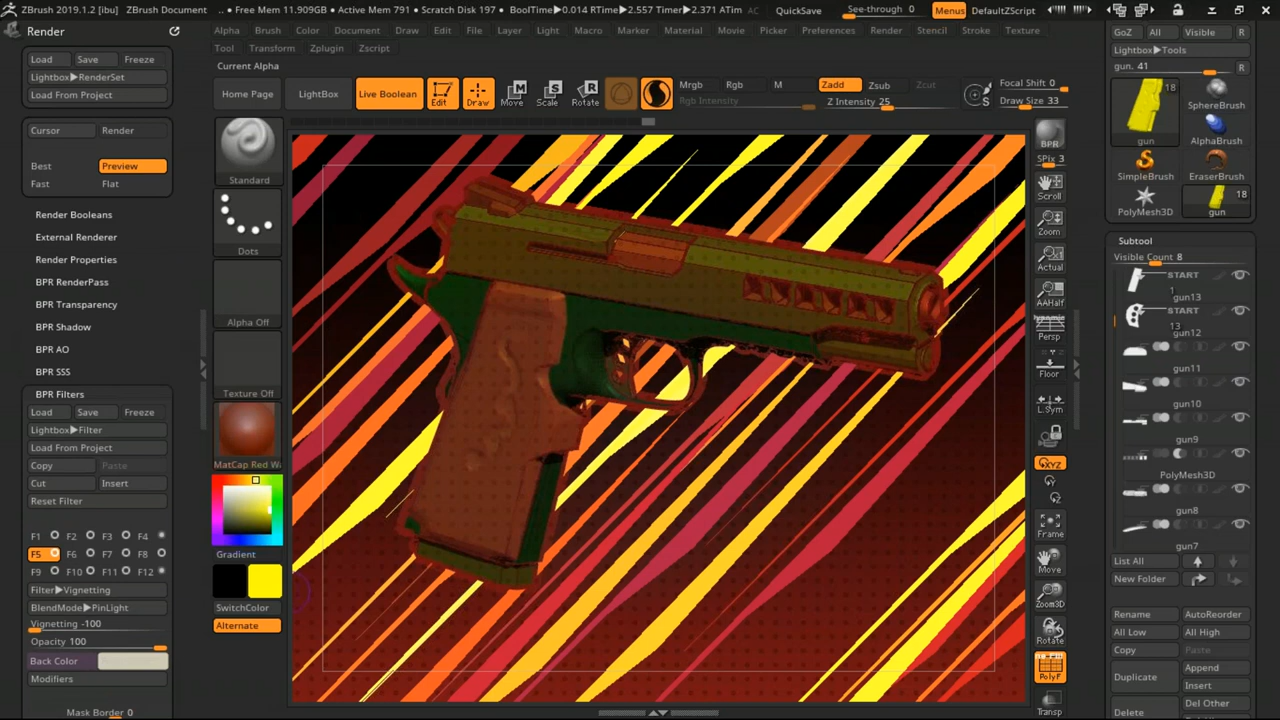 ZBrush 2019.1.2 [ibu] ZBrush Document .. • Free Mem 11.909GB • Active Mem 791 • Scratch Disk 197 • BoolTime▶0.014 RTime▶2.557 Timer▶2.371 ATim AC QuickSave See-through 0 Menus DefaultZScript
Render
Alpha Brush Color Document Draw Edit File Layer Light Macro Marker Material Movie Picker Preferences Render Stencil Stroke Texture
Tool Transform Zplugin Zscript
Current Alpha
Load Save Freeze
Lightbox▶RenderSet
Load From Project
Cursor Render
Best Preview
Fast Flat
Render Booleans
External Renderer
Render Properties
BPR RenderPass
BPR Transparency
BPR Shadow
BPR AO
BPR SSS
BPR Filters
Load Save Freeze
Lightbox▶Filter
Load From Project
Copy Paste
Cut Insert
Reset Filter
F1 F2 F3 F4
F5 F6 F7 F8
F9 F10 F11 F12
Filter▶Vignetting
BlendMode▶PinLight
Vignetting -100
Opacity 100
Back Color
Modifiers
Mask Border 0
Home Page LightBox Live Boolean Edit Draw Move Scale Rotate
Mrgb Rgb M Zadd Zsub Zcut
Rgb Intensity Z Intensity 25
S Focal Shift 0
Draw Size 33
Standard
Dots
Alpha Off
Texture Off
MatCap Red Wa
Gradient
SwitchColor
Alternate
BPR
SPix 3
Scroll
Zoom
Actual
AAHalf
Dynamic
Persp
Floor
L.Sym
XYZ
Y
Z
Frame
Move
Zoom3D
Rotate
PolyF
Transp
GoZ All Visible R
Lightbox▶Tools
gun. 41 R
18
gun
SphereBrush
AlphaBrush
SimpleBrush
EraserBrush
PolyMesh3D
18
gun
Subtool
Visible Count 8
START
1
gun13
START
13
gun12
gun11
gun10
gun9
PolyMesh3D
gun8
gun7
List All
New Folder
Rename AutoReorder
All Low All High
Copy Paste
Duplicate Append
Insert
Delete Del Other